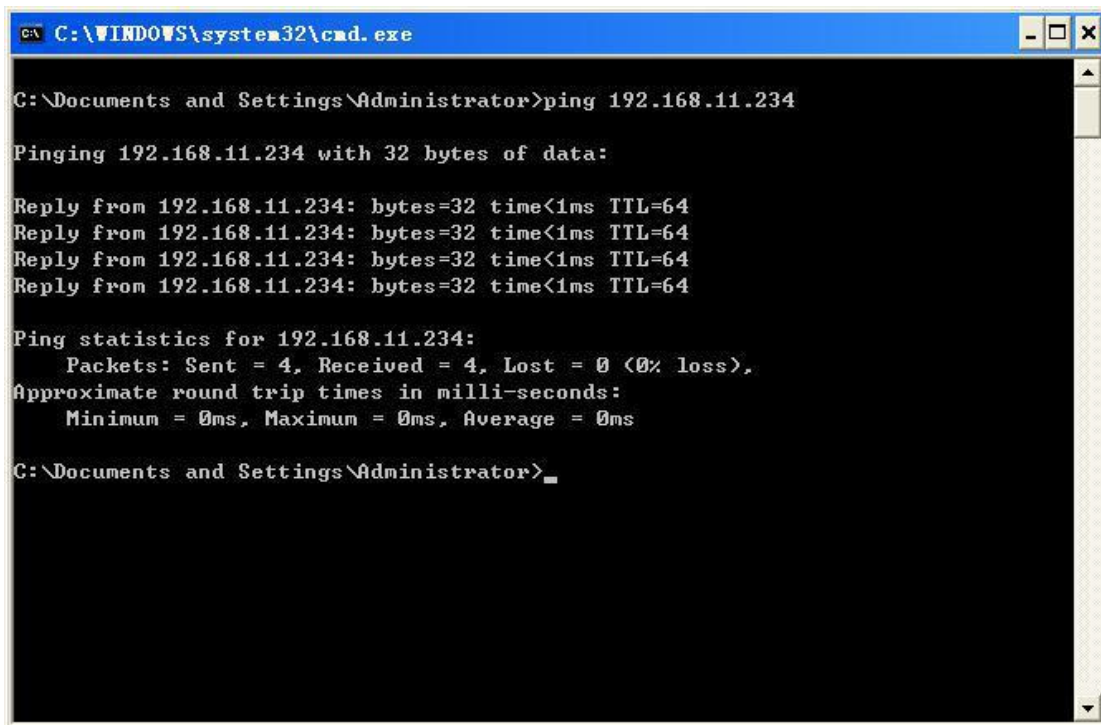 C:\WINDOWS\system32\cmd.exe
C:\Documents and Settings\Administrator>ping 192.168.11.234
Pinging 192.168.11.234 with 32 bytes of data:
Reply from 192.168.11.234: bytes=32 time<1ms TTL=64
Reply from 192.168.11.234: bytes=32 time<1ms TTL=64
Reply from 192.168.11.234: bytes=32 time<1ms TTL=64
Reply from 192.168.11.234: bytes=32 time<1ms TTL=64
Ping statistics for 192.168.11.234:
    Packets: Sent = 4, Received = 4, Lost = 0 (0% loss),
Approximate round trip times in milli-seconds:
    Minimum = 0ms, Maximum = 0ms, Average = 0ms
C:\Documents and Settings\Administrator>_